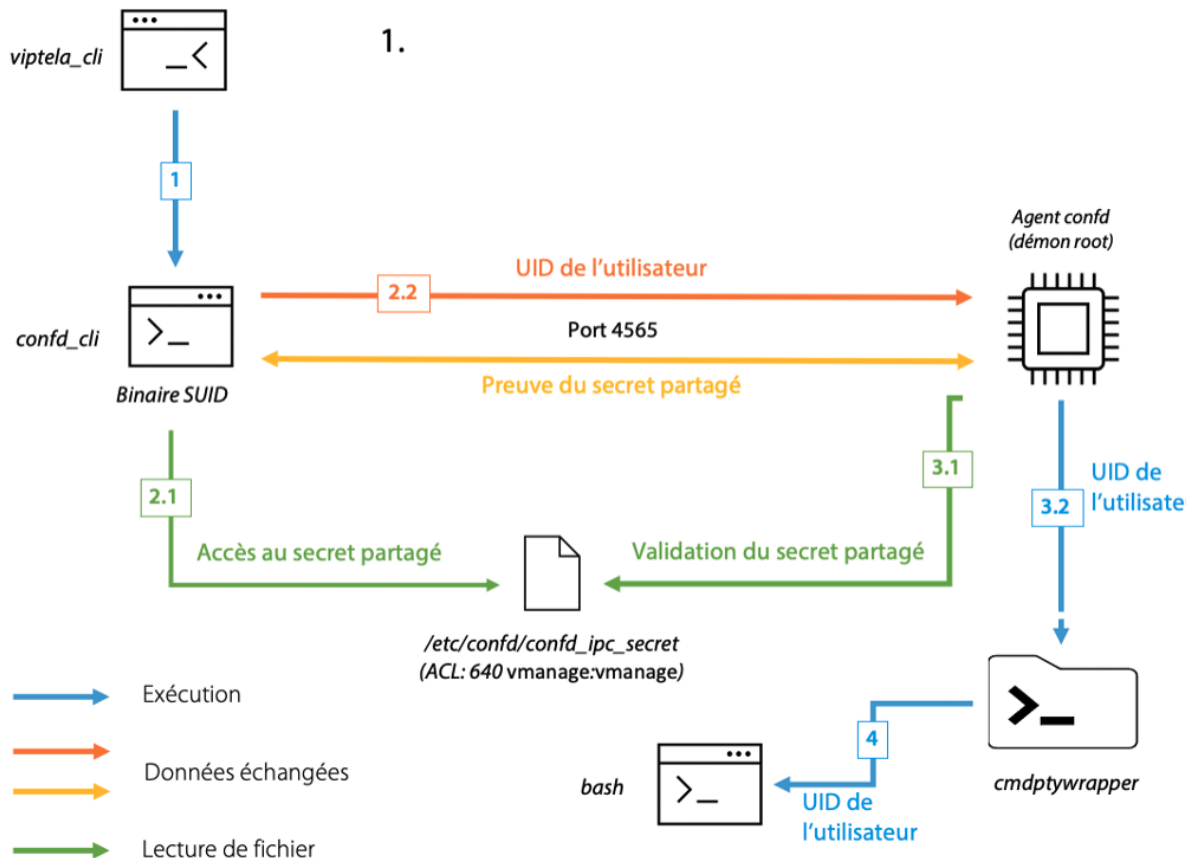 1.
viptela_cli
1
Agent confd
(démon root)
UID de l'utilisateur
2.2
Port 4565
confd_cli
Preuve du secret partagé
Binaire SUID
3.1
2.1
UID de
l'utilisate
3.2
Accès au secret partagé
Validation du secret partagé
/etc/confd/confd_ipc_secret
(ACL: 640 vmanage:vmanage)
Exécution
4
Données échangées
bash
cmdptywrapper
UID de
l'utilisateur
Lecture de fichier